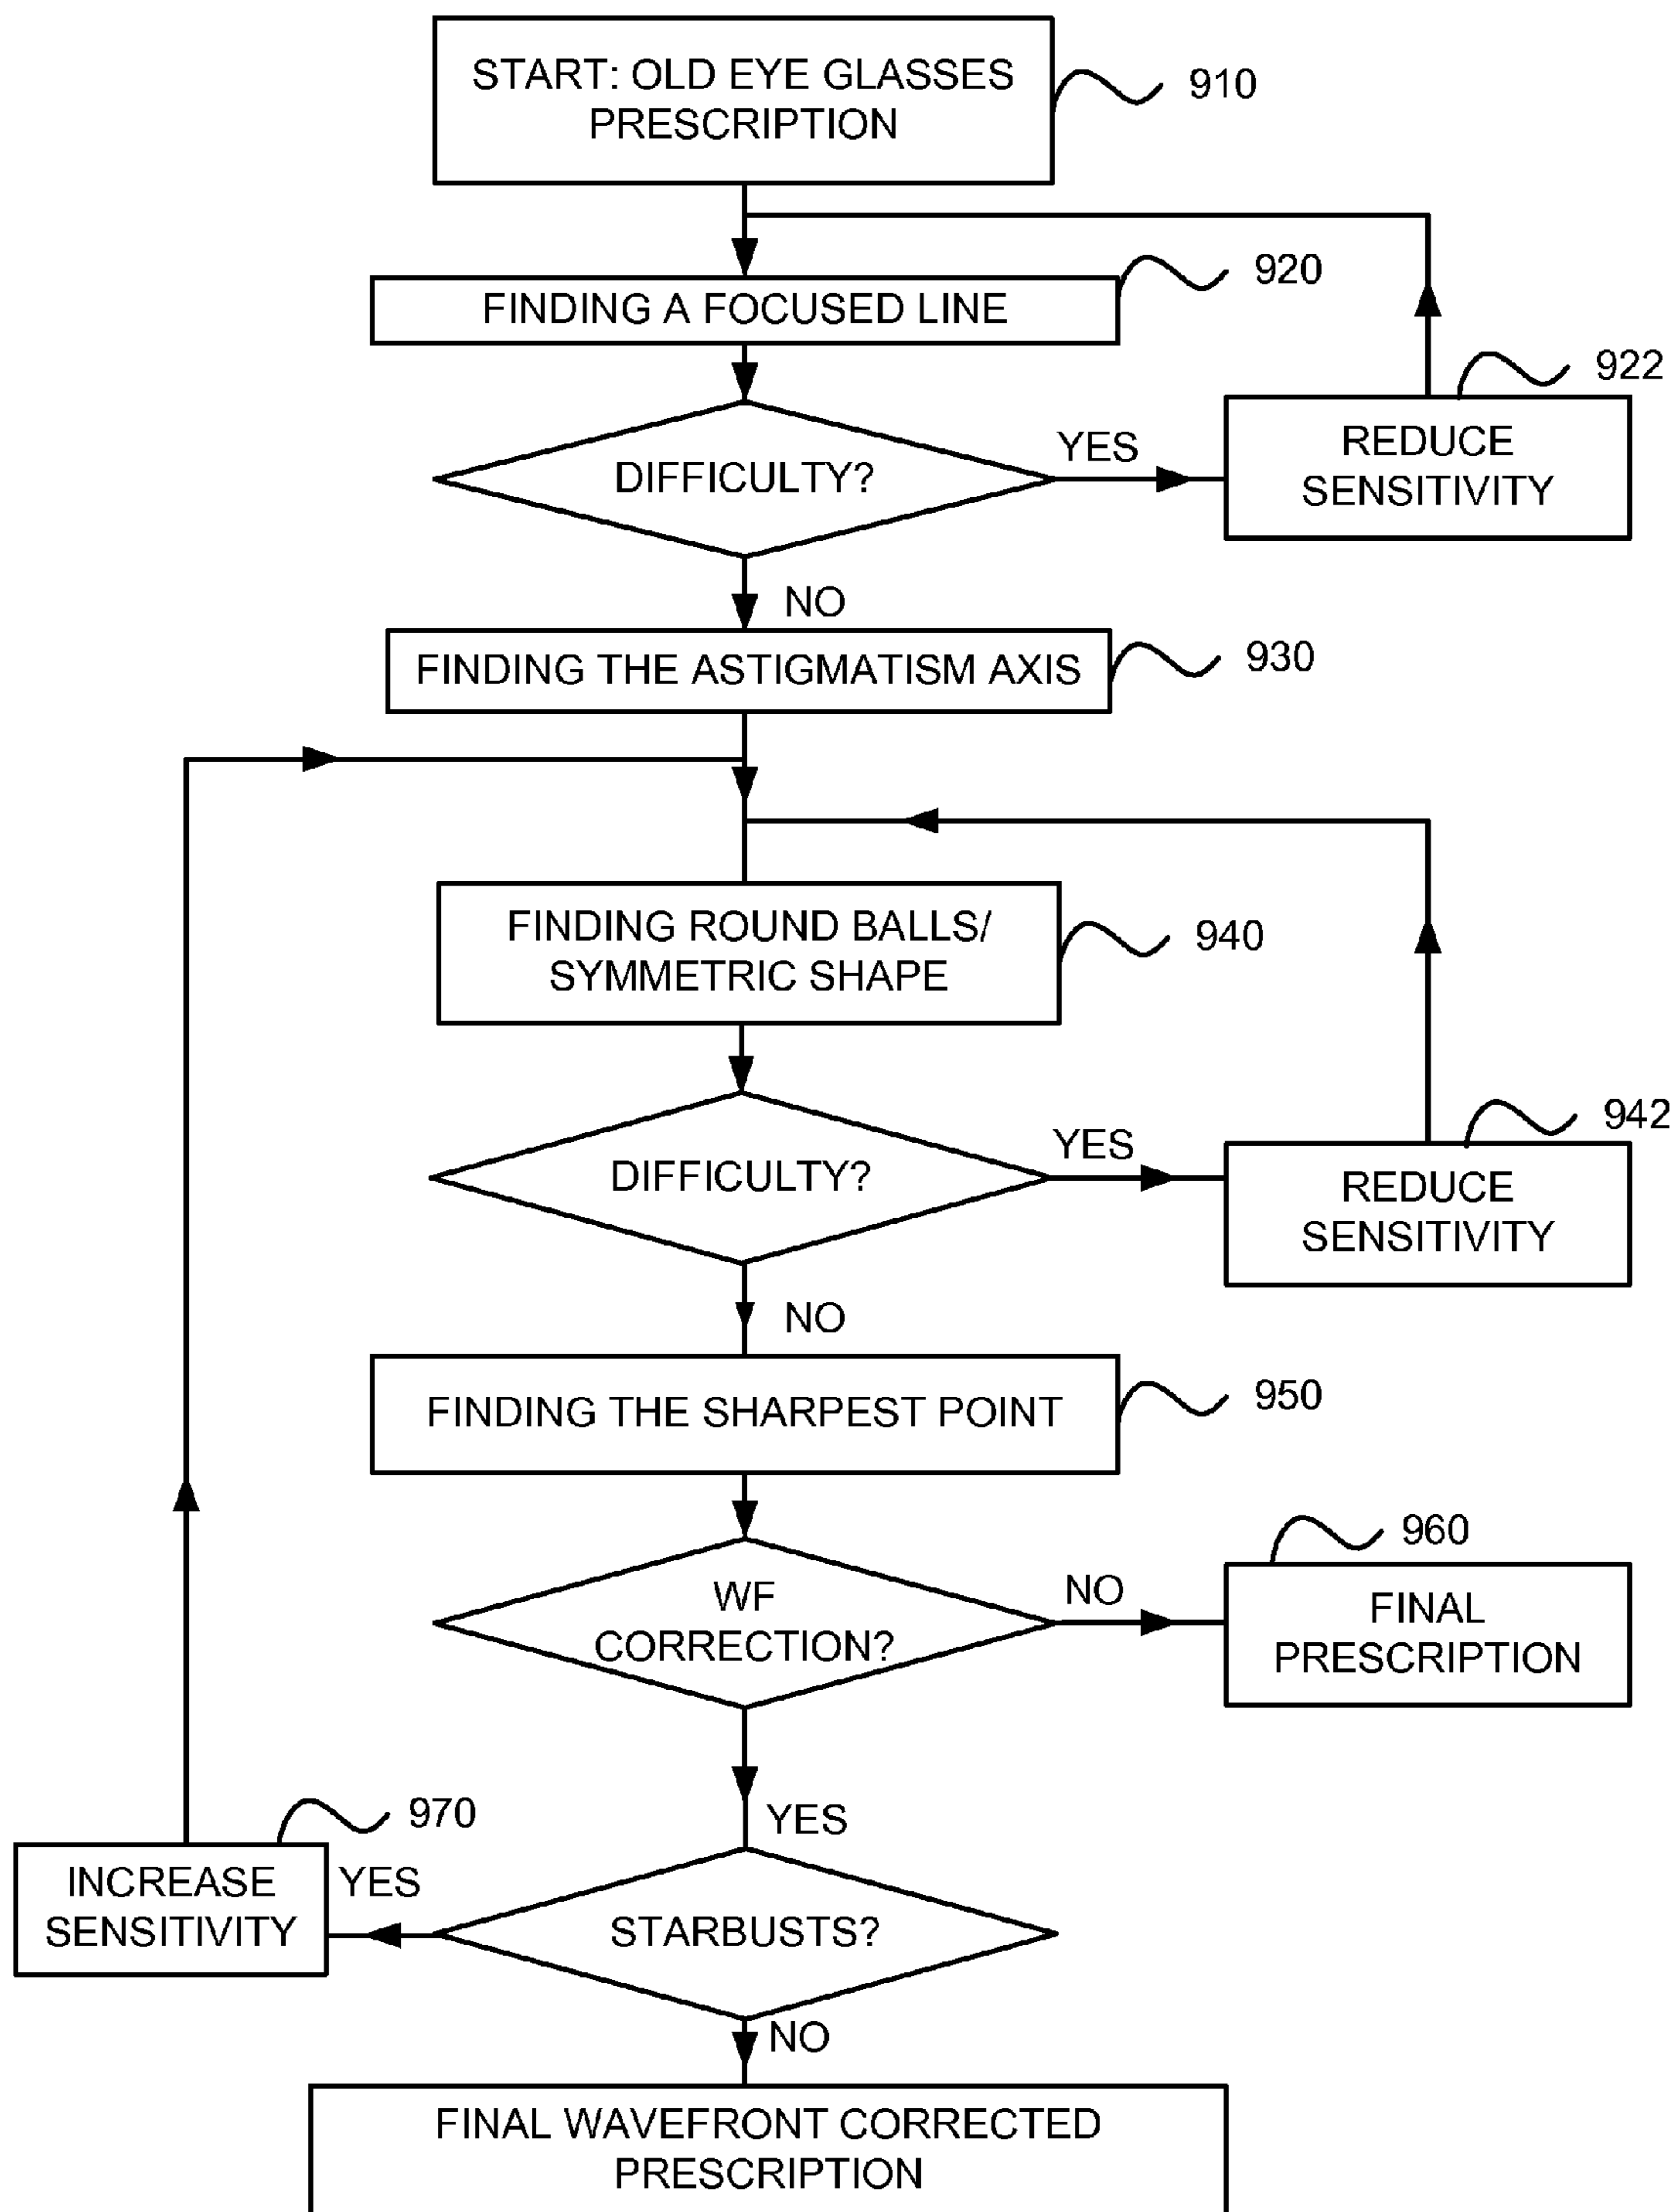 START: OLD EYE GLASSES
PRESCRIPTION
910
FINDING A FOCUSED LINE
920
DIFFICULTY?
YES
REDUCE
SENSITIVITY
922
NO
FINDING THE ASTIGMATISM AXIS
930
FINDING ROUND BALLS/
SYMMETRIC SHAPE
940
DIFFICULTY?
YES
REDUCE
SENSITIVITY
942
NO
FINDING THE SHARPEST POINT
950
WF
CORRECTION?
NO
FINAL
PRESCRIPTION
960
YES
STARBUSTS?
YES
INCREASE
SENSITIVITY
970
NO
FINAL WAVEFRONT CORRECTED
PRESCRIPTION